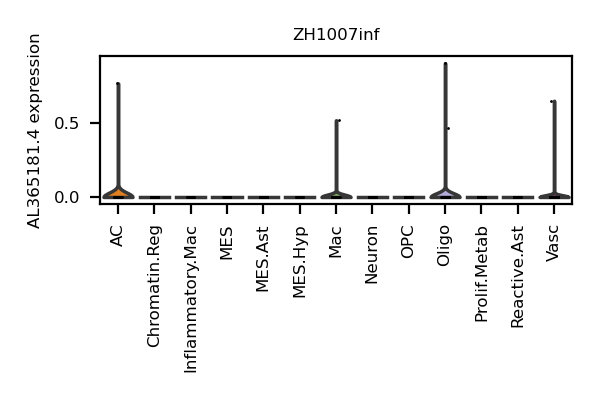 ZH1007inf
AL365181.4 expression
0.5
0.0
AC
Chromatin.Reg
Inflammatory.Mac
MES
MES.Ast
MES.Hyp
Mac
Neuron
OPC
Oligo
Prolif.Metab
Reactive.Ast
Vasc